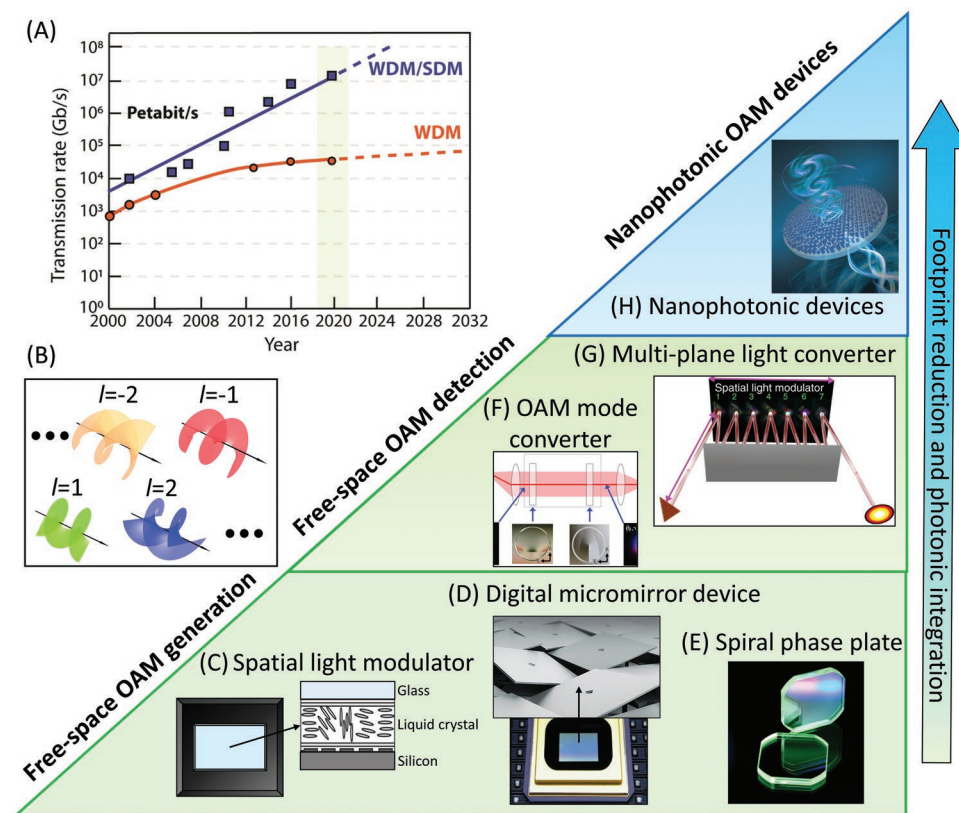 (A)
10⁸
10⁷
10⁶
10⁵
10⁴
10³
10²
10¹
10⁰
Transmission rate (Gb/s)
WDM/SDM
Petabit/s
WDM
2000 2004 2008 2012 2016 2020 2024 2028 2032
Year
(B)
l=-2
l=-1
l=1
l=2
Nanophotonic OAM devices
(H) Nanophotonic devices
Free-space OAM detection
(G) Multi-plane light converter
Spatial light modulator
1 2 3 4 5 6 7
(F) OAM mode
converter
Free-space OAM generation
(D) Digital micromirror device
(C) Spatial light modulator
Glass
Liquid crystal
Silicon
(E) Spiral phase plate
Footprint reduction and photonic integration